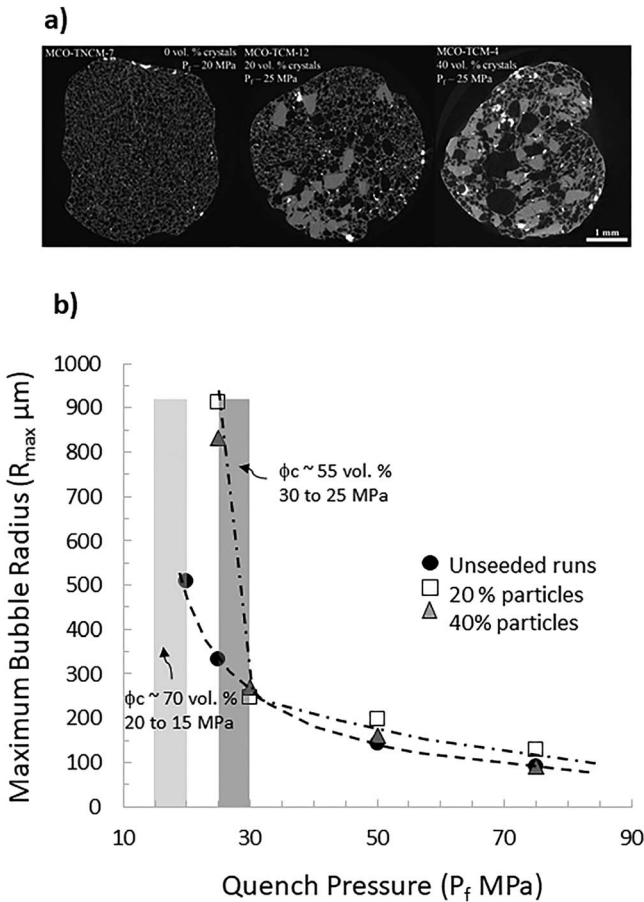 a)
MCO-TNCM-7
0 vol. % crystals
Pf – 20 MPa
MCO-TCM-12
20 vol. % crystals
Pf – 25 MPa
MCO-TCM-4
40 vol. % crystals
Pf – 25 MPa
1 mm
b)
Maximum Bubble Radius (Rmax µm)
1000
900
800
700
600
500
400
300
200
100
0
ϕc ~ 55 vol. %
30 to 25 MPa
Unseeded runs
20 % particles
40% particles
ϕc ~ 70 vol. %
20 to 15 MPa
10
30
50
70
90
Quench Pressure (Pf MPa)